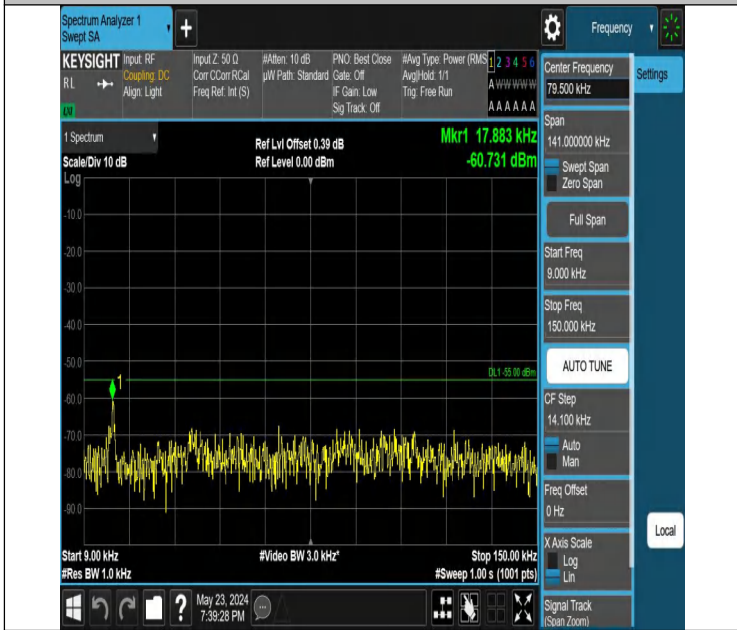 Spectrum Analyzer 1
Swept SA
+
Frequency
KEYSIGHT
RL
Input: RF
Coupling: DC
Align: Light
Input Z: 50 Ω
Corr CCorr RCal
Freq Ref: Int (S)
#Atten: 10 dB
µW Path: Standard
PNO: Best Close
Gate: Off
IF Gain: Low
Sig Track: Off
#Avg Type: Power (RMS
Avg|Hold: 1/1
Trig: Free Run
1 2 3 4 5 6
A W W W W W
A A A A A A
1 Spectrum
Scale/Div 10 dB
Ref Lvl Offset 0.39 dB
Ref Level 0.00 dBm
Mkr1 17.883 kHz
-60.731 dBm
Log
-10.0
-20.0
-30.0
-40.0
-50.0
-60.0
-70.0
-80.0
-90.0
DL1 -55.00 dBm
1
Start 9.00 kHz
#Res BW 1.0 kHz
#Video BW 3.0 kHz*
Stop 150.00 kHz
#Sweep 1.00 s (1001 pts)
?
May 23, 2024
7:39:28 PM
Center Frequency
79.500 kHz
Settings
Span
141.000000 kHz
Swept Span
Zero Span
Full Span
Start Freq
9.000 kHz
Stop Freq
150.000 kHz
AUTO TUNE
CF Step
14.100 kHz
Auto
Man
Freq Offset
0 Hz
X Axis Scale
Log
Lin
Local
Signal Track
(Span Zoom)